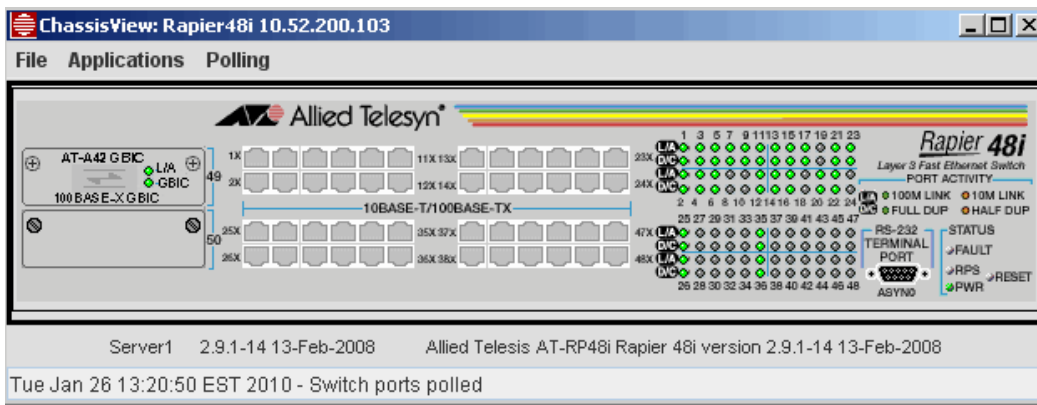 ChassisView: Rapier48i 10.52.200.103
File Applications Polling
Allied Telesyn
1 3 5 7 9 11 13 15 17 19 21 23
Rapier 48i
Layer 3 Fast Ethernet Switch
AT-A42 GBIC
L/A
GBIC
100BASE-X GBIC
49
1X 11X 13X 23X
2X 12X 14X 24X
L/A
D/C
L/A
D/C
2 4 6 8 10 12 14 16 18 20 22 24
PORT ACTIVITY
L/A 100M LINK 10M LINK
D/C FULL DUP HALF DUP
10BASE-T/100BASE-TX
25 27 29 31 33 35 37 39 41 43 45 47
50
25X 35X 37X 47X
26X 36X 38X 48X
L/A
D/C
L/A
D/C
26 28 30 32 34 36 38 40 42 44 46 48
RS-232
TERMINAL
PORT
ASYN0
STATUS
FAULT
RPS
RESET
PWR
Server1 2.9.1-14 13-Feb-2008 Allied Telesis AT-RP48i Rapier 48i version 2.9.1-14 13-Feb-2008
Tue Jan 26 13:20:50 EST 2010 - Switch ports polled